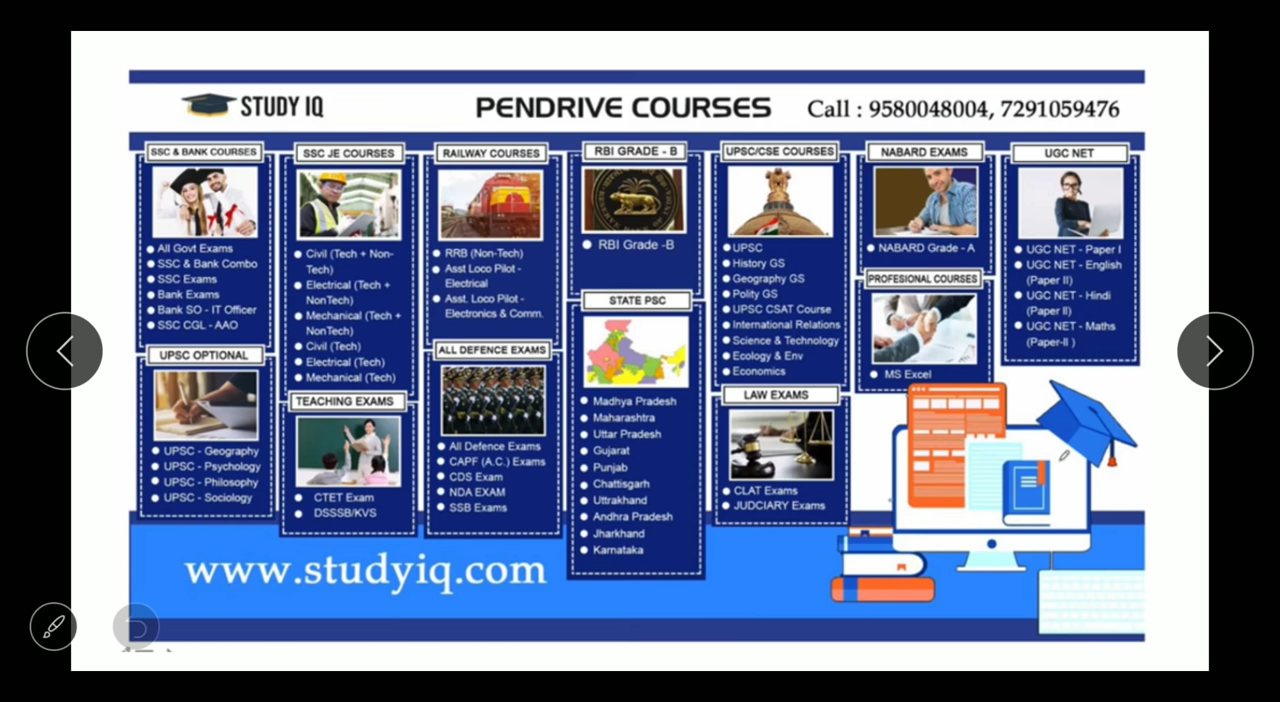 STUDY IQ
PENDRIVE COURSES
Call : 9580048004, 7291059476
SSC & BANK COURSES
All Govt Exams
SSC & Bank Combo
SSC Exams
Bank Exams
Bank SO - IT Officer
SSC CGL - AAO
UPSC OPTIONAL
UPSC - Geography
UPSC - Psychology
UPSC - Philosophy
UPSC - Sociology
SSC JE COURSES
Civil (Tech + Non-
Tech)
Electrical (Tech +
NonTech)
Mechanical (Tech +
NonTech)
Civil (Tech)
Electrical (Tech)
Mechanical (Tech)
TEACHING EXAMS
CTET Exam
DSSSB/KVS
RAILWAY COURSES
RRB (Non-Tech)
Asst Loco Pilot -
Electrical
Asst. Loco Pilot -
Electronics & Comm.
ALL DEFENCE EXAMS
All Defence Exams
CAPF (A.C.) Exams
CDS Exam
NDA EXAM
SSB Exams
RBI GRADE - B
RBI Grade -B
STATE PSC
Madhya Pradesh
Maharashtra
Uttar Pradesh
Gujarat
Punjab
Chattisgarh
Uttrakhand
Andhra Pradesh
Jharkhand
Karnataka
UPSC/CSE COURSES
UPSC
History GS
Geography GS
Polity GS
UPSC CSAT Course
International Relations
Science & Technology
Ecology & Env
Economics
LAW EXAMS
CLAT Exams
JUDCIARY Exams
NABARD EXAMS
NABARD Grade - A
PROFESIONAL COURSES
MS Excel
UGC NET
UGC NET - Paper I
UGC NET - English
(Paper II)
UGC NET - Hindi
(Paper II)
UGC NET - Maths
(Paper-II )
www.studyiq.com